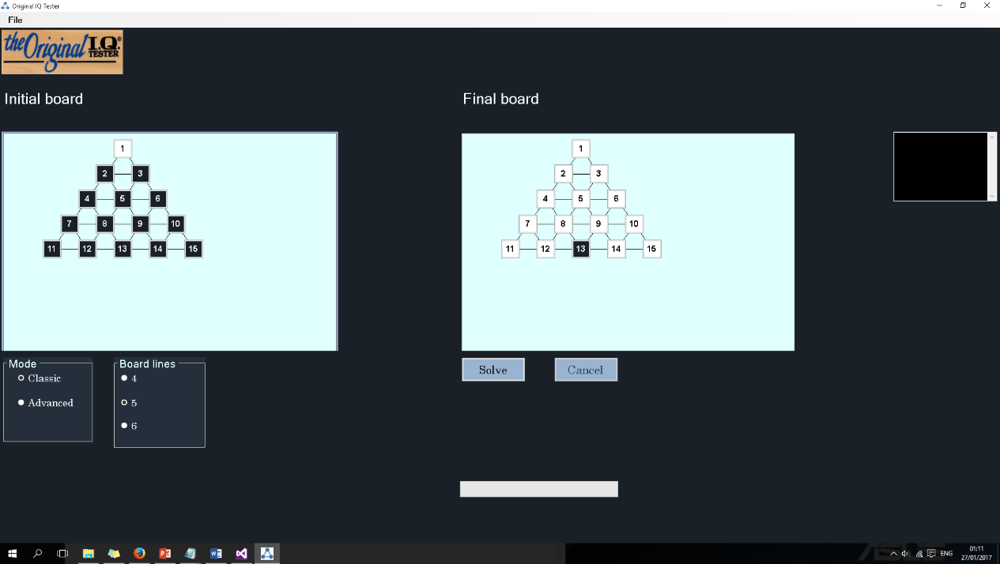 Original IQ Tester
File
the Original I.Q. TESTER ©
Initial board
Final board
1
2 3
4 5 6
7 8 9 10
11 12 13 14 15
1
2 3
4 5 6
7 8 9 10
11 12 13 14 15
Mode
Classic
Advanced
Board lines
4
5
6
Solve Cancel
ASUS
ENG
01:11
27/01/2017